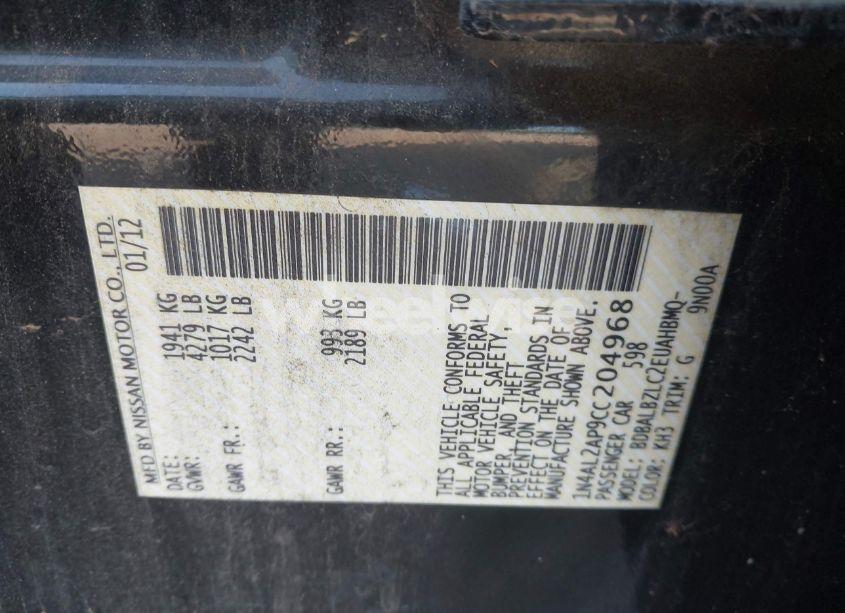 MFD BY NISSAN MOTOR CO., LTD.
DATE: 01/12
GVWR: 1941 KG
4279 LB
GAWR FR.: 1017 KG
2242 LB
GAWR RR.: 993 KG
2189 LB
THIS VEHICLE CONFORMS TO
ALL APPLICABLE FEDERAL
MOTOR VEHICLE SAFETY,
BUMPER, AND THEFT
PREVENTION STANDARDS IN
EFFECT ON THE DATE OF
MANUFACTURE SHOWN ABOVE.
1N4AL2AP9CC204968
PASSENGER CAR 598
MODEL: BDBALBZLC2EUAHBMQ-
COLOR: KH3 TRIM: G 9N00A